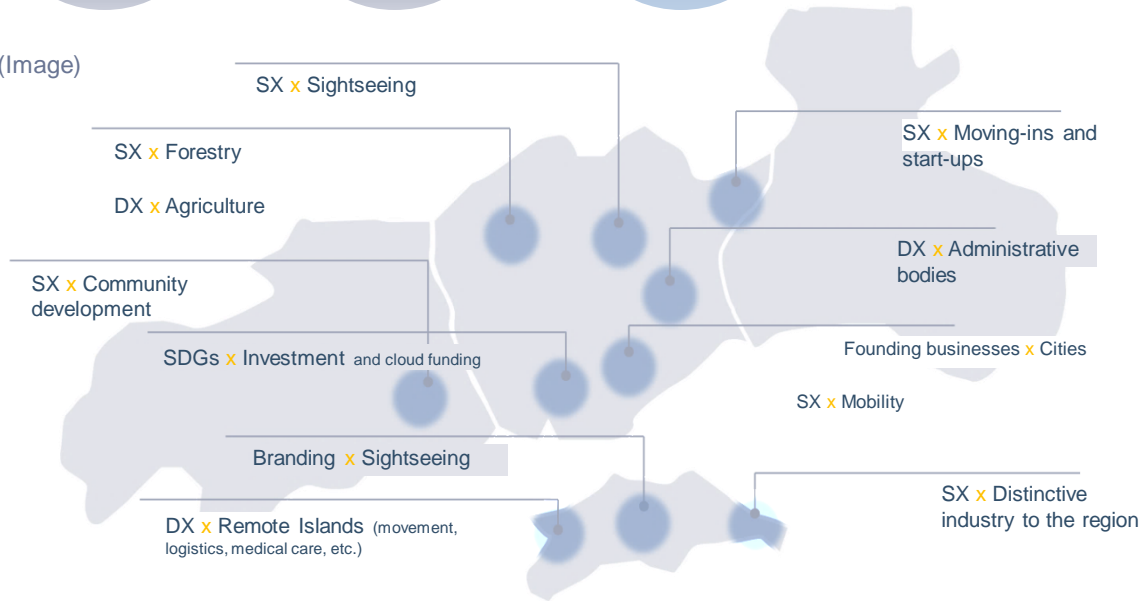 (Image)
SX x Sightseeing
SX x Moving-ins and
start-ups
SX x Forestry
DX x Agriculture
DX x Administrative
bodies
SX x Community
development
SDGs x Investment and cloud funding
Founding businesses x Cities
SX x Mobility
Branding x Sightseeing
SX x Distinctive
industry to the region
DX x Remote Islands (movement,
logistics, medical care, etc.)